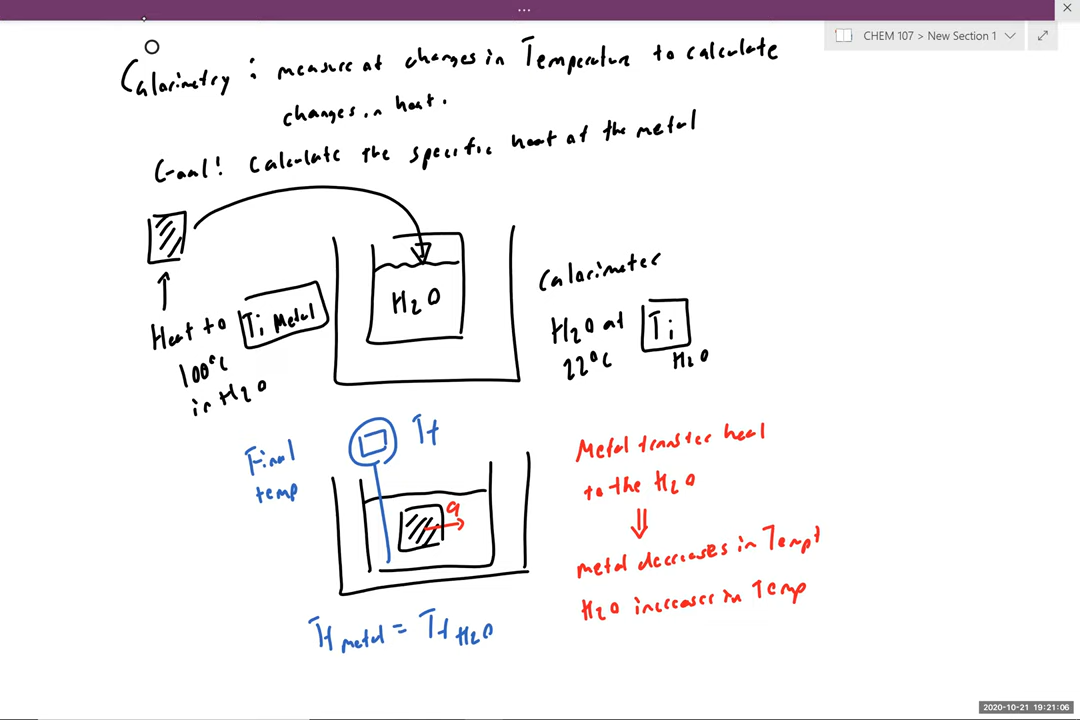 ...
CHEM 107 > New Section 1
Calorimetry : measure at changes in Temperature to calculate
changes in heat.
Goal! Calculate the specific heat of the metal
H2O
Calorimeter
Heat to
100°C
in H2O
Ti Metal
H2O at
22°C
Ti
H2O
Final
temp
Tf
q
Metal transfer heat
to the H2O
⇓
metal decreases in Temp
H2O increases in Temp
Tf metal = Tf H2O
2020-10-21 19:21:06